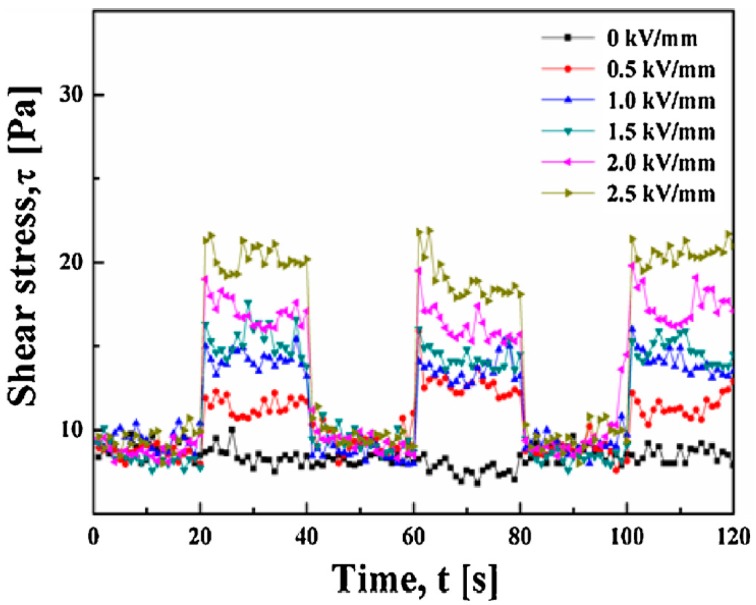 0 kV/mm
0.5 kV/mm
1.0 kV/mm
1.5 kV/mm
2.0 kV/mm
2.5 kV/mm
Shear stress,τ [Pa]
30
20
10
0 20 40 60 80 100 120
Time, t [s]